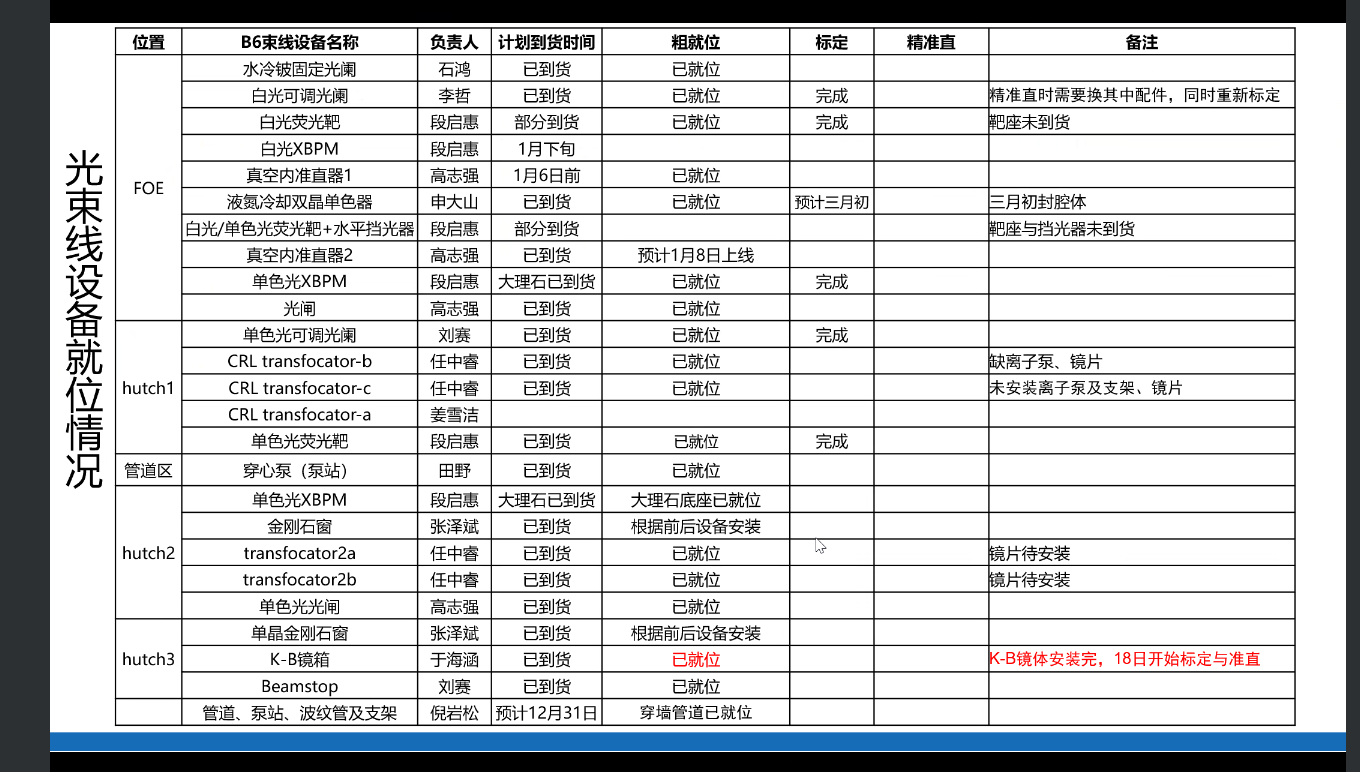 光束线设备就位情况
位置 B6束线设备名称 负责人 计划到货时间 粗就位 标定 精准直 备注
FOE
水冷铍固定光阑 石鸿 已到货 已就位
白光可调光阑 李哲 已到货 已就位 完成 精准直时需要换其中配件，同时重新标定
白光荧光靶 段启惠 部分到货 已就位 完成 靶座未到货
白光XBPM 段启惠 1月下旬
真空内准直器1 高志强 1月6日前 已就位
液氮冷却双晶单色器 申大山 已到货 已就位 预计三月初 三月初封腔体
白光/单色光荧光靶+水平挡光器 段启惠 部分到货 靶座与挡光器未到货
真空内准直器2 高志强 已到货 预计1月8日上线
单色光XBPM 段启惠 大理石已到货 已就位 完成
光闸 高志强 已到货 已就位
hutch1
单色光可调光阑 刘赛 已到货 已就位 完成
CRL transfocator-b 任中睿 已到货 已就位 缺离子泵、镜片
CRL transfocator-c 任中睿 已到货 已就位 未安装离子泵及支架、镜片
CRL transfocator-a 姜雪洁
单色光荧光靶 段启惠 已到货 已就位 完成
管道区 穿心泵（泵站） 田野 已到货 已就位
hutch2
单色光XBPM 段启惠 大理石已到货 大理石底座已就位
金刚石窗 张泽斌 已到货 根据前后设备安装
transfocator2a 任中睿 已到货 已就位 镜片待安装
transfocator2b 任中睿 已到货 已就位 镜片待安装
单色光光闸 高志强 已到货 已就位
hutch3
单晶金刚石窗 张泽斌 已到货 根据前后设备安装
K-B镜箱 于海涵 已到货 已就位 K-B镜体安装完，18日开始标定与准直
Beamstop 刘赛 已到货 已就位
管道、泵站、波纹管及支架 倪岩松 预计12月31日 穿墙管道已就位